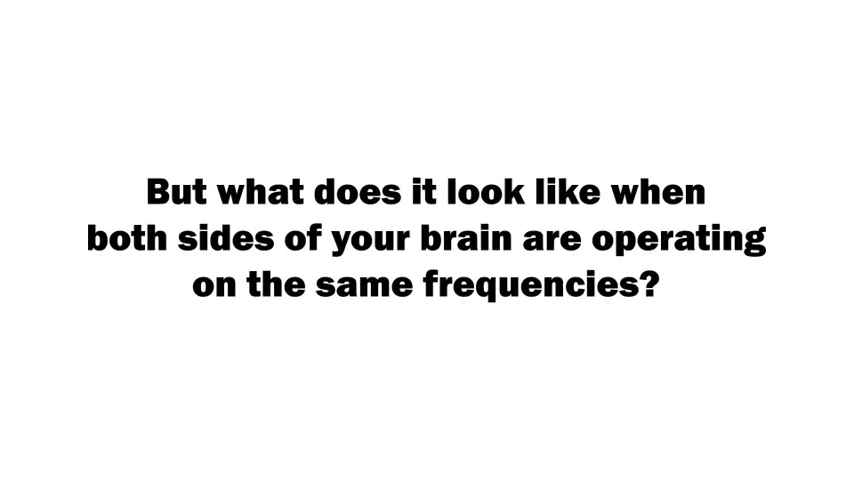 But what does it look like when
both sides of your brain are operating
on the same frequencies?